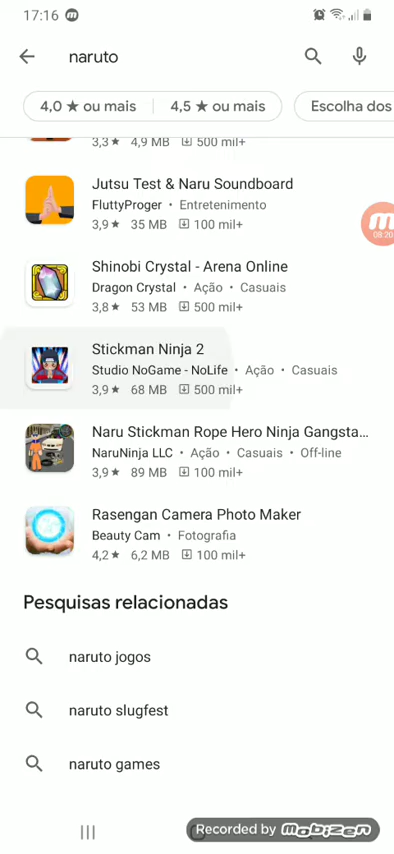 17:16
naruto
4,0 ★ ou mais
4,5 ★ ou mais
Escolha dos
3,3 ★ 4,9 MB 500 mil+
Jutsu Test & Naru Soundboard
FluttyProger • Entretenimento
3,9 ★ 35 MB 100 mil+
08:20
Shinobi Crystal - Arena Online
Dragon Crystal • Ação • Casuais
3,8 ★ 53 MB 500 mil+
Stickman Ninja 2
Studio NoGame - NoLife • Ação • Casuais
3,9 ★ 68 MB 500 mil+
Naru Stickman Rope Hero Ninja Gangsta...
NaruNinja LLC • Ação • Casuais • Off-line
3,9 ★ 89 MB 100 mil+
Rasengan Camera Photo Maker
Beauty Cam • Fotografia
4,2 ★ 6,2 MB 100 mil+
Pesquisas relacionadas
naruto jogos
naruto slugfest
naruto games
Recorded by mobizen